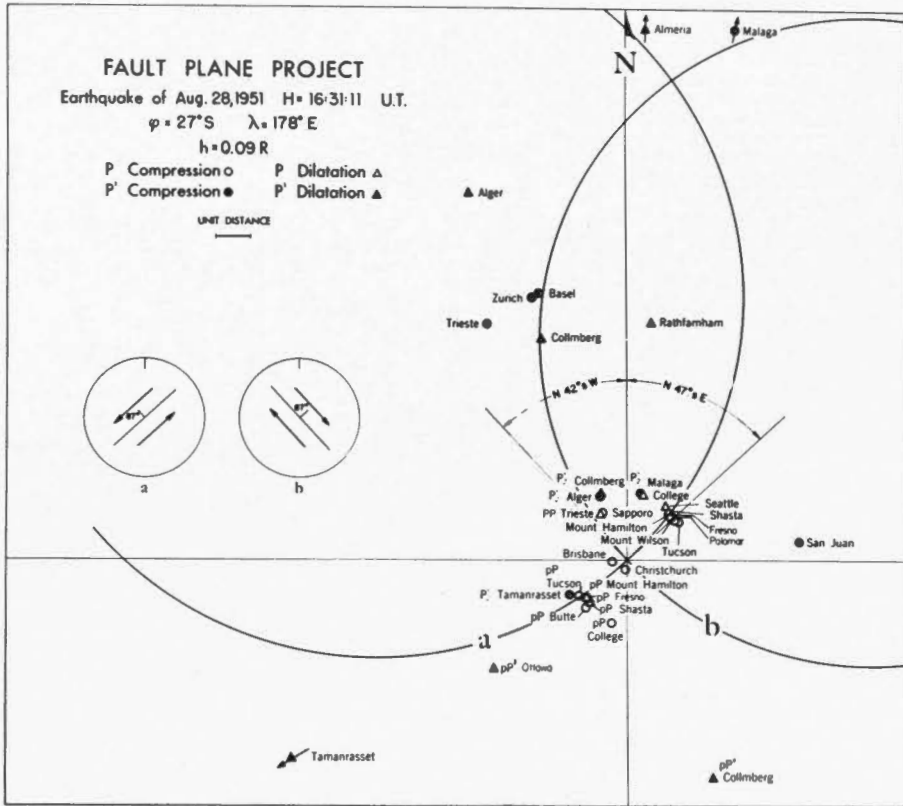 FAULT PLANE PROJECT
Earthquake of Aug. 28,1951 H= 16:31:11 U.T.
φ = 27°S λ = 178° E
h = 0.09 R
P Compression ○ P Dilatation △
P' Compression ● P' Dilatation ▲
UNIT DISTANCE
N
Almeria
Malaga
Alger
Zurich
Basel
Trieste
Collmberg
Rathfarnham
N 42°s W
N 47°s E
87°
a
87°
b
P' Collmberg
P' Alger
PP Trieste
Sapporo
Mount Hamilton
Mount Wilson
P' Malaga
College
Seattle
Shasta
Fresno
Palomar
Tucson
San Juan
Brisbane
Christchurch
pP Tucson
pP Mount Hamilton
P' Tamanrasset
pP Fresno
pP Shasta
pP Butte
pP College
a
b
pP' Ottawa
Tamanrasset
pP' Collmberg